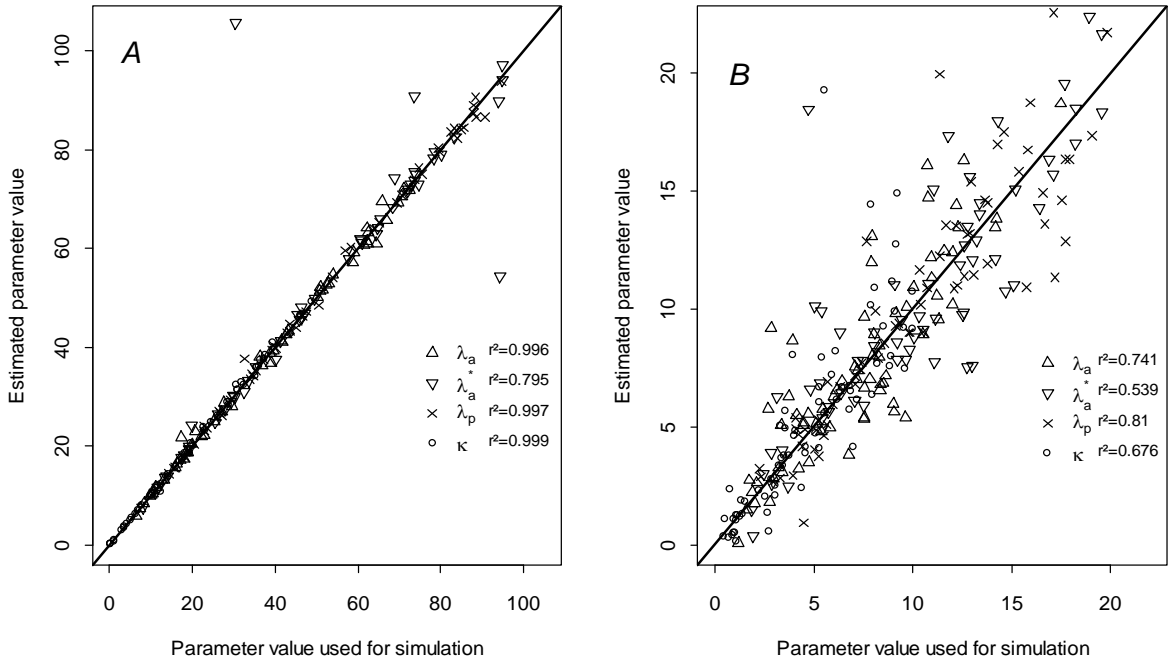 A
Estimated parameter value
100
80
60
40
20
0
λa r²=0.996
λ*a r²=0.795
λp r²=0.997
κ r²=0.999
0 20 40 60 80 100
Parameter value used for simulation
B
Estimated parameter value
20
15
10
5
0
λa r²=0.741
λ*a r²=0.539
λp r²=0.81
κ r²=0.676
0 5 10 15 20
Parameter value used for simulation